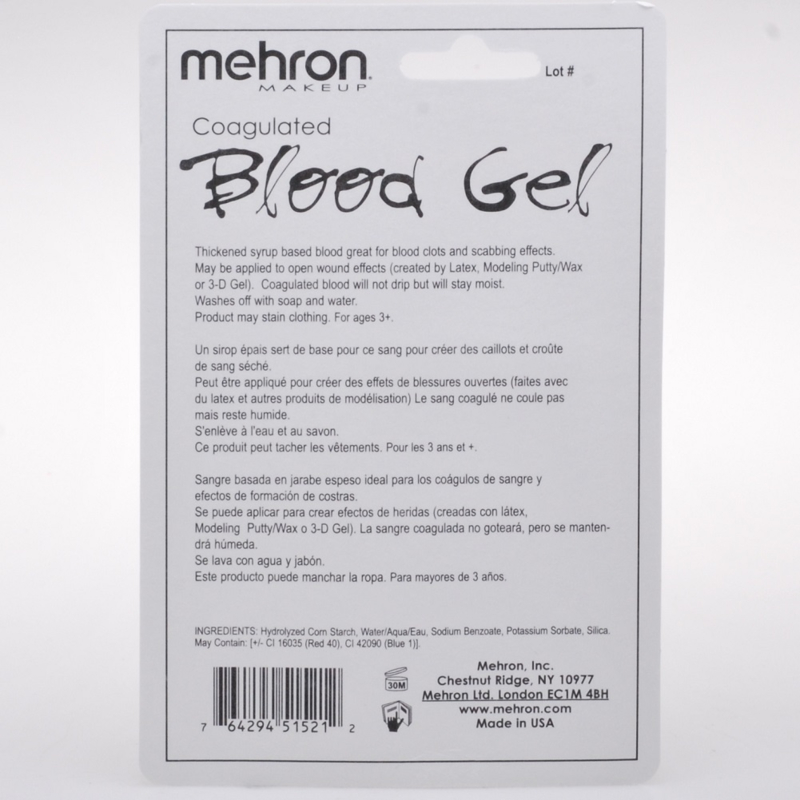 mehron.
MAKEUP
Lot #
Coagulated
Blood Gel
Thickened syrup based blood great for blood clots and scabbing effects.
May be applied to open wound effects (created by Latex, Modeling Putty/Wax
or 3-D Gel).  Coagulated blood will not drip but will stay moist.
Washes off with soap and water.
Product may stain clothing. For ages 3+.
Un sirop épais sert de base pour ce sang pour créer des caillots et croûte
de sang séché.
Peut être appliqué pour créer des effets de blessures ouvertes (faites avec
du latex et autres produits de modélisation) Le sang coagulé ne coule pas
mais reste humide.
S'enlève à l'eau et au savon.
Ce produit peut tacher les vêtements. Pour les 3 ans et +.
Sangre basada en jarabe espeso ideal para los coágulos de sangre y
efectos de formación de costras.
Se puede aplicar para crear efectos de heridas (creadas con látex,
Modeling  Putty/Wax o 3-D Gel). La sangre coagulada no goteará, pero se manten-
drá húmeda.
Se lava con agua y jabón.
Este producto puede manchar la ropa. Para mayores de 3 años.
INGREDIENTS: Hydrolyzed Corn Starch, Water/Aqua/Eau, Sodium Benzoate, Potassium Sorbate, Silica.
May Contain: [+/- CI 16035 (Red 40), CI 42090 (Blue 1)].
7 64294 51521 2
30M
Mehron, Inc.
Chestnut Ridge, NY 10977
Mehron Ltd. London EC1M 4BH
www.mehron.com
Made in USA